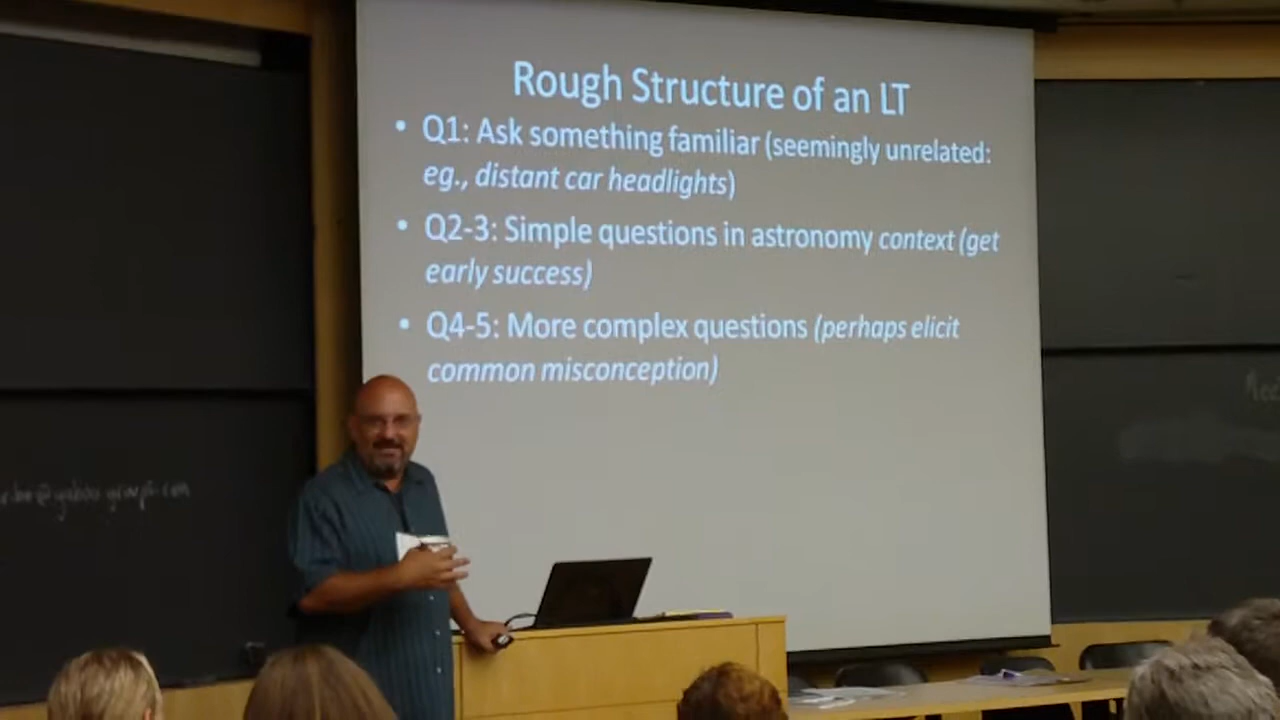 Rough Structure of an LT
• Q1: Ask something familiar (seemingly unrelated:
eg., distant car headlights)
• Q2-3: Simple questions in astronomy context (get
early success)
• Q4-5: More complex questions (perhaps elicit
common misconception)